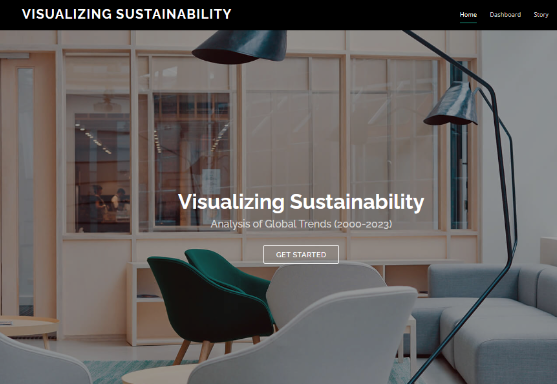 VISUALIZING SUSTAINABILITY
Home Dashboard Story
Visualizing Sustainability
Analysis of Global Trends (2000-2023)
GET STARTED